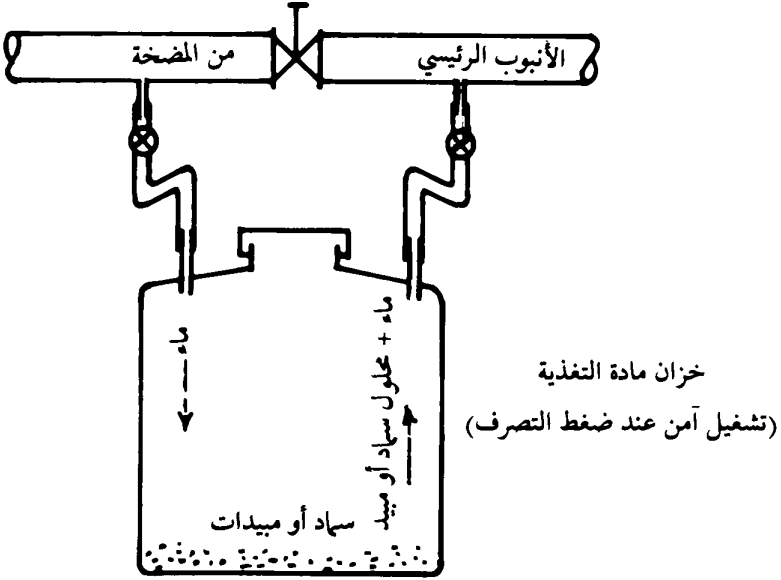 الأنبوب الرئيسي
من المضخة
ماء
ماء + محلول سماد أو مبيد
خزان مادة التغذية
(تشغيل آمن عند ضغط التصرف)
سماد أو مبيدات